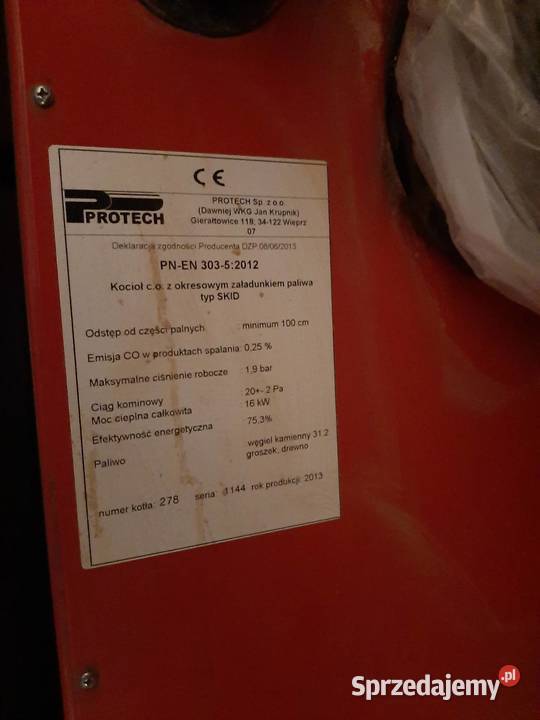 CE
PROTECH
PROTECH Sp. z o.o.
(Dawniej WKG Jan Krupnik)
Gierałtowice 118, 34-122 Wieprz
07
Deklaracja zgodności Producenta DZP 08/06/2013
PN-EN 303-5:2012
Kocioł c.o. z okresowym załadunkiem paliwa
typ SKID
Odstęp od części palnych : minimum 100 cm
Emisja CO w produktach spalania: 0,25 %
Maksymalne ciśnienie robocze : 1,9 bar
Ciąg kominowy : 20+- 2 Pa
Moc cieplna całkowita : 16 kW
Efektywność energetyczna 75,3%
Paliwo : węgiel kamienny 31.2
groszek, drewno
numer kotła: 278 seria: 1144 rok produkcji: 2013
Sprzedajemy.pl